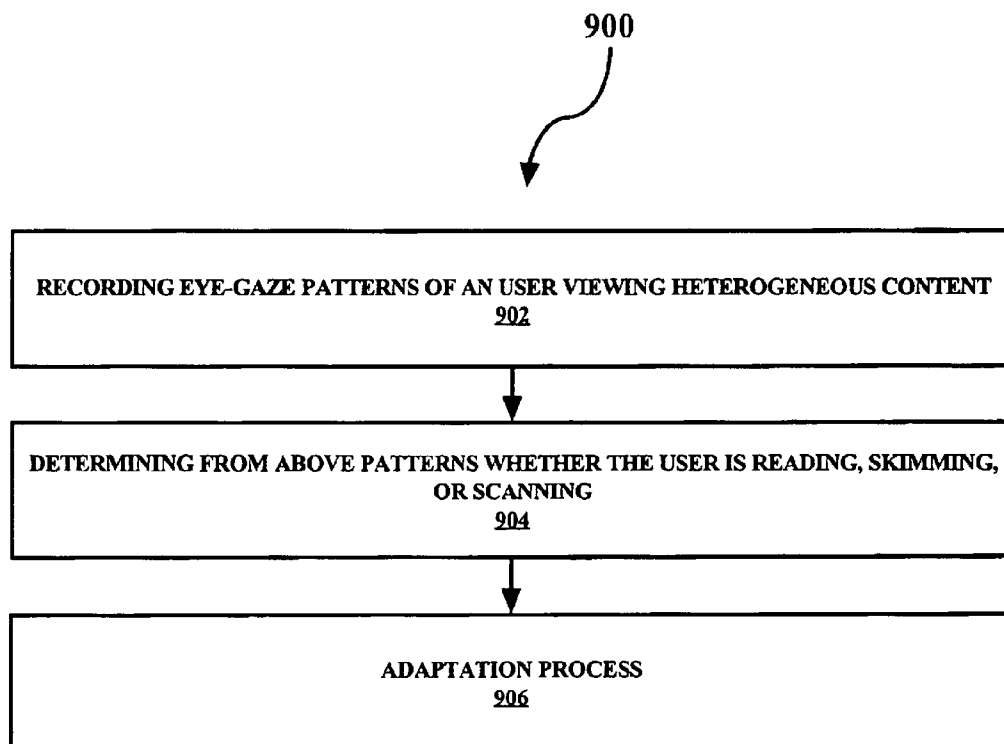 900
RECORDING EYE-GAZE PATTERNS OF AN USER VIEWING HETEROGENEOUS CONTENT
902
DETERMINING FROM ABOVE PATTERNS WHETHER THE USER IS READING, SKIMMING,
OR SCANNING
904
ADAPTATION PROCESS
906